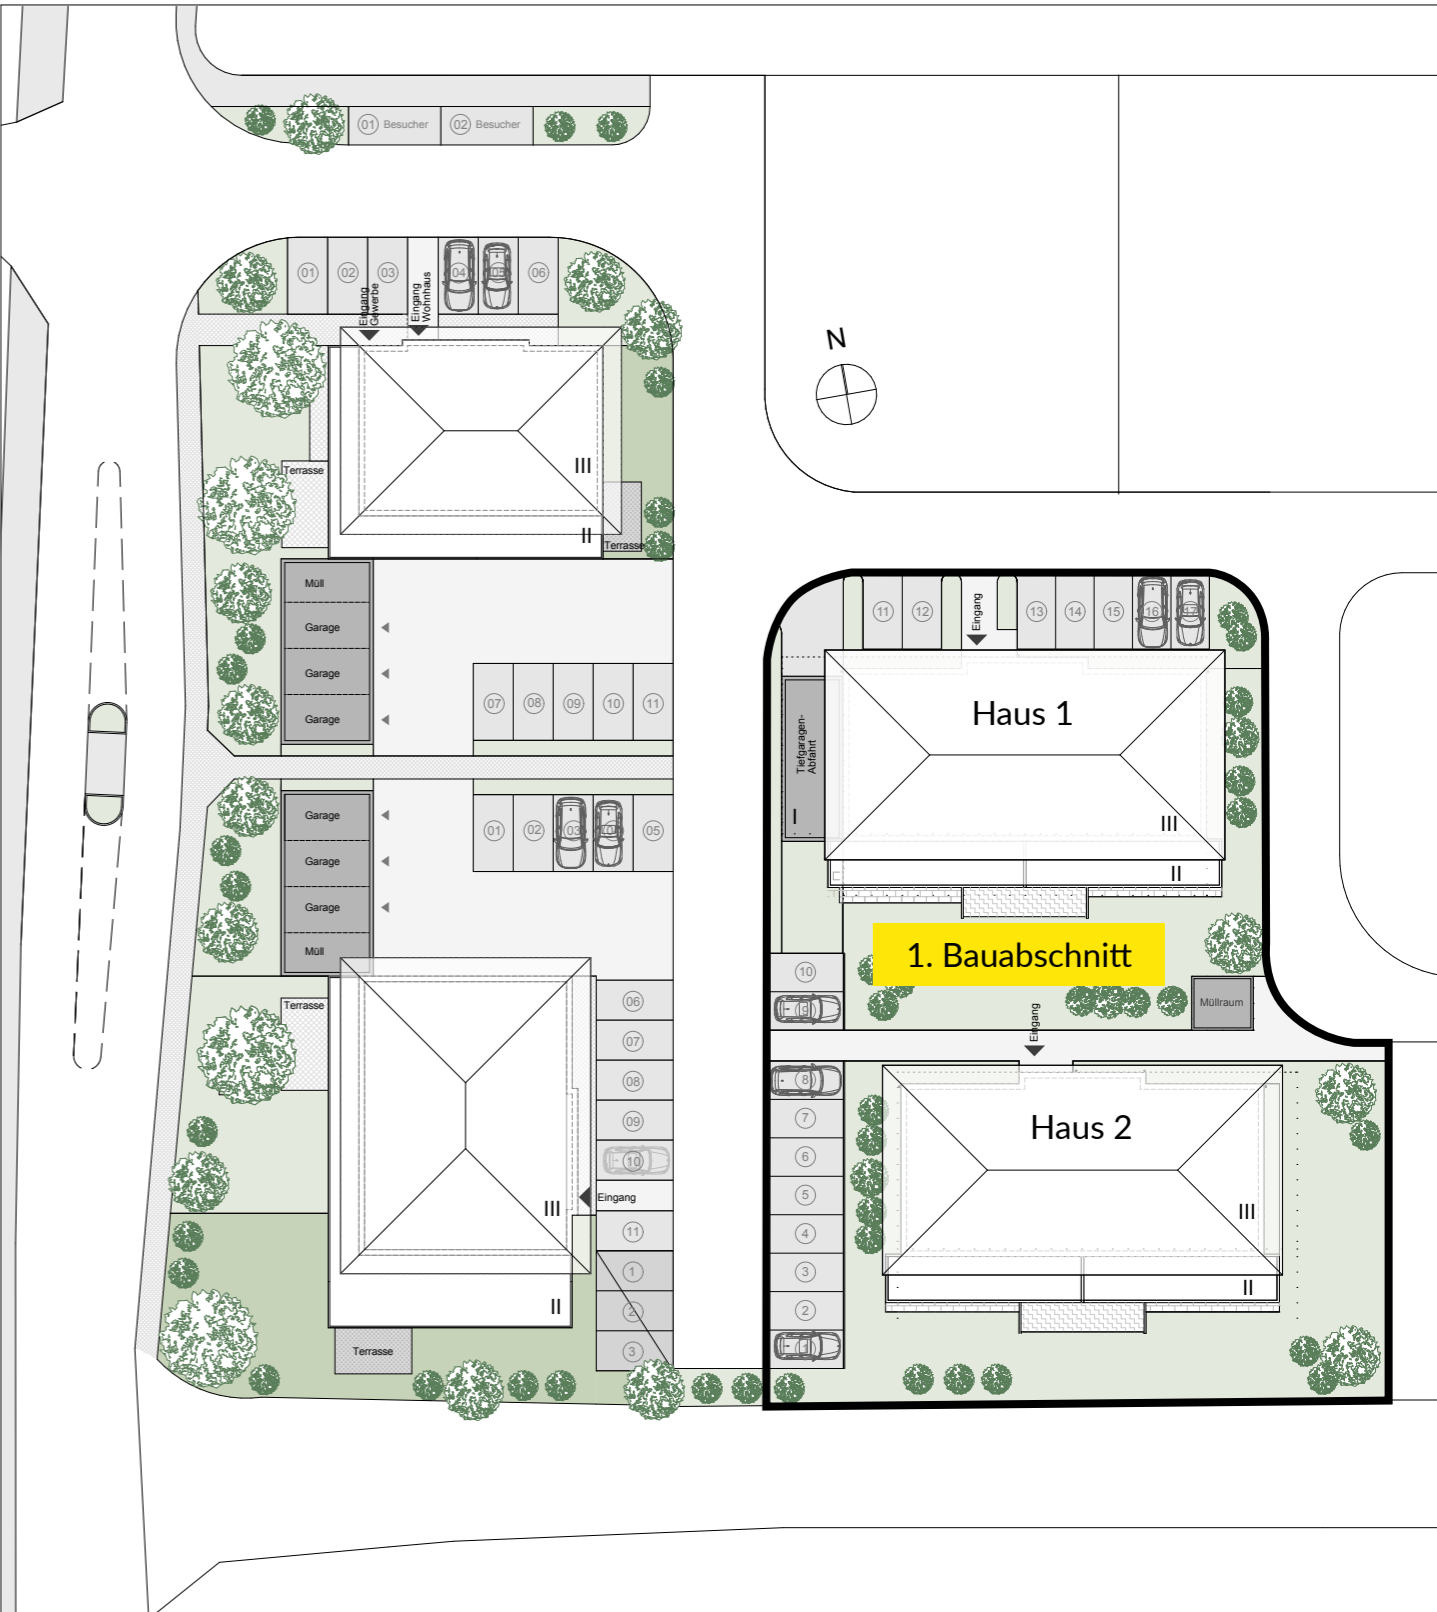 01 Besucher 02 Besucher
01 02 03 04 05 06
Eingang
Gewerbe
Eingang
Wohnhaus
N
III
Terrasse
II
Terrasse
Müll
Garage
Garage
Garage
07 08 09 10 11
Garage
Garage
Garage
Müll
01 02 03 04 05
Terrasse
06
07
08
09
10
Eingang
11
1
2
3
III
II
Terrasse
11 12 13 14 15 16 17
Eingang
Haus 1
Tiefgaragen-
Abfahrt
I
III
II
1. Bauabschnitt
10
9
Müllraum
Eingang
8
7
6
5
4
3
2
1
Haus 2
III
II